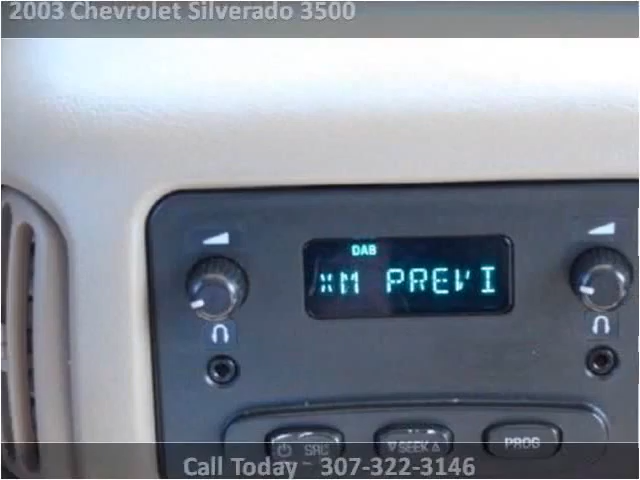 2003 Chevrolet Silverado 3500
DAB
XM PREVI
SRC
SEEK
PROG
Call Today - 307-322-3146